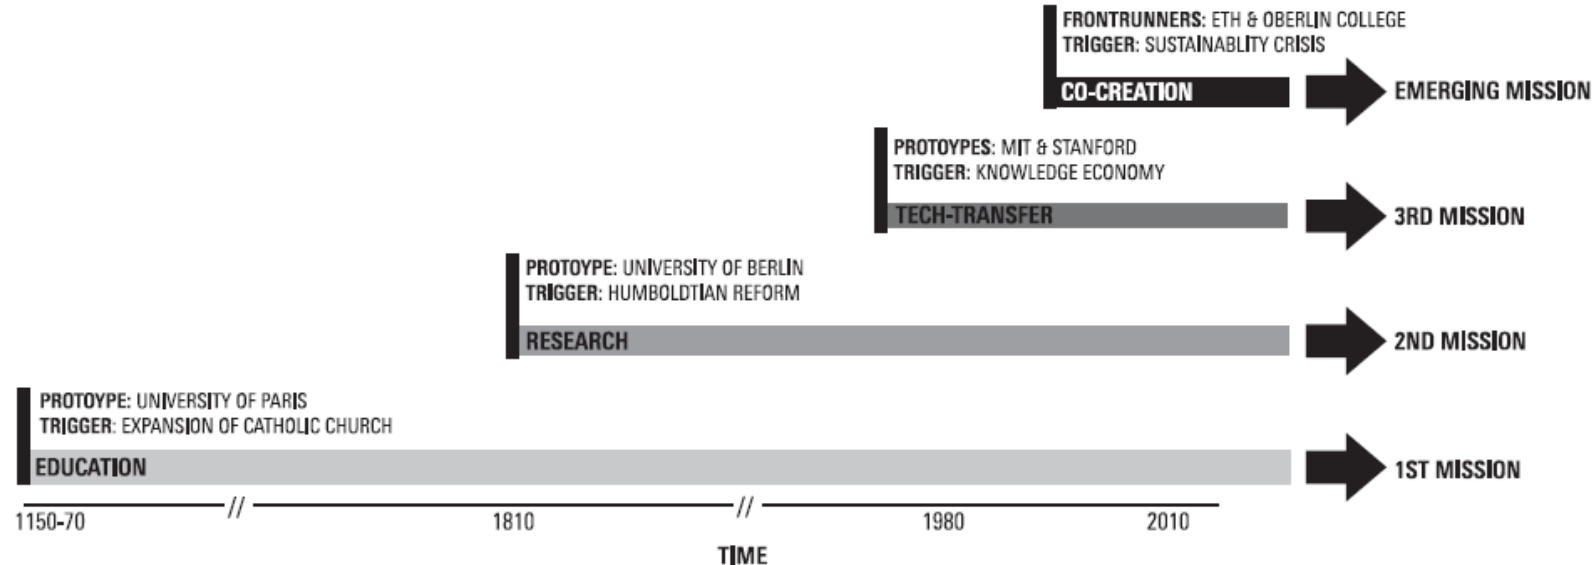 FRONTRUNNERS: ETH & OBERLIN COLLEGE
TRIGGER: SUSTAINABLITY CRISIS
CO-CREATION
EMERGING MISSION
PROTOYPES: MIT & STANFORD
TRIGGER: KNOWLEDGE ECONOMY
TECH-TRANSFER
3RD MISSION
PROTOYPE: UNIVERSITY OF BERLIN
TRIGGER: HUMBOLDTIAN REFORM
RESEARCH
2ND MISSION
PROTOYPE: UNIVERSITY OF PARIS
TRIGGER: EXPANSION OF CATHOLIC CHURCH
EDUCATION
1ST MISSION
// //
1150-70 1810 1980 2010
TIME